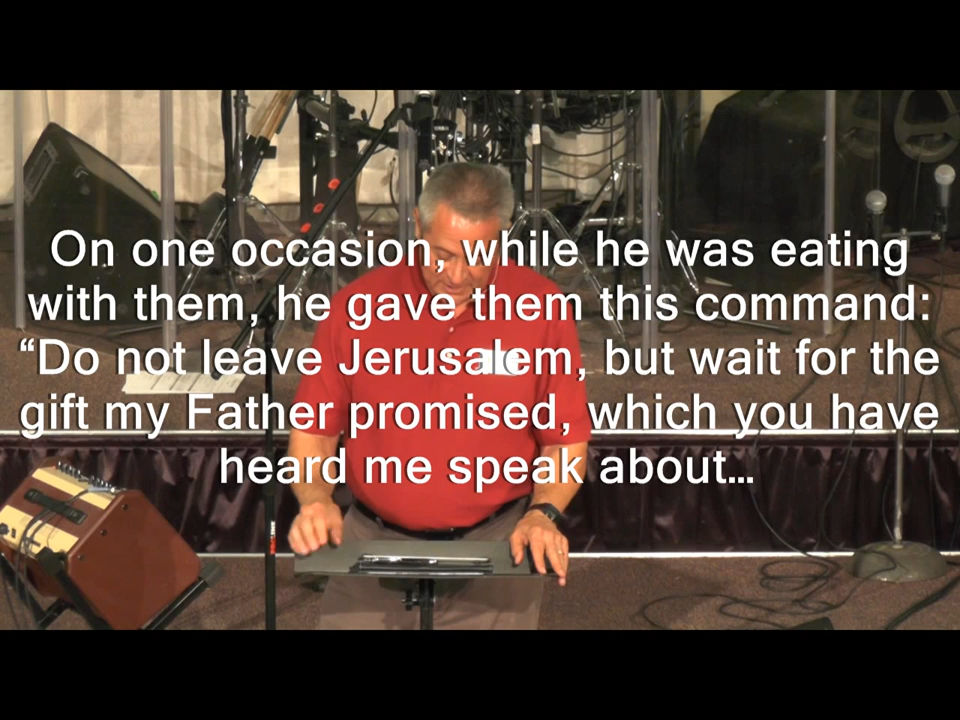 On one occasion, while he was eating
with them, he gave them this command:
“Do not leave Jerusalem, but wait for the
gift my Father promised, which you have
heard me speak about…